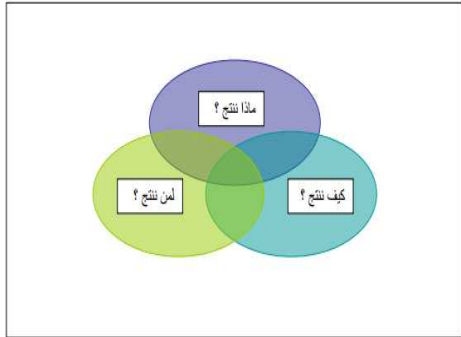 ماذا ننتج ؟
كيف ننتج ؟
لمن ننتج ؟